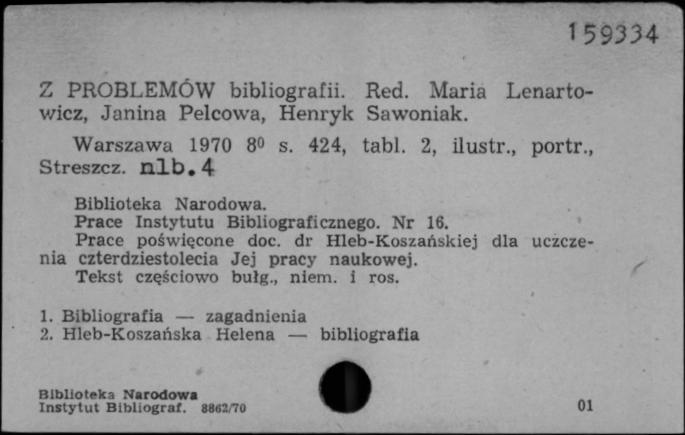 159334
Z PROBLEMÓW bibliografii. Red. Maria Lenarto-
wicz, Janina Pelcowa, Henryk Sawoniak.
Warszawa 1970 8⁰ s. 424, tabl. 2, ilustr., portr.,
Streszcz. nlb. 4
Biblioteka Narodowa.
Prace Instytutu Bibliograficznego. Nr 16.
Prace poświęcone doc. dr Hleb-Koszańskiej dla uczcze-
nia czterdziestolecia Jej pracy naukowej.
Tekst częściowo bułg., niem. i ros.
1. Bibliografia — zagadnienia
2. Hleb-Koszańska Helena — bibliografia
Biblioteka Narodowa
Instytut Bibliograf. 8862/70 01